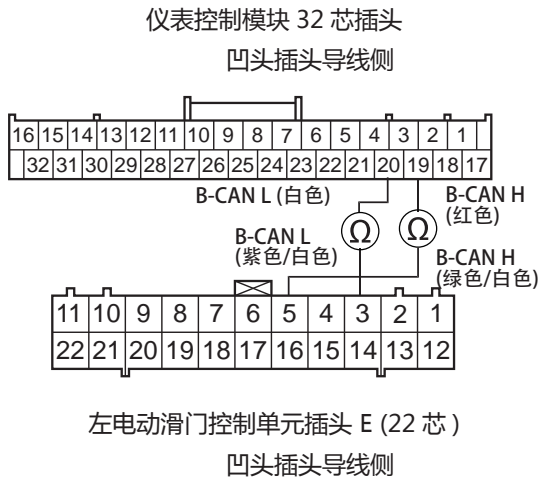 仪表控制模块 32 芯插头
凹头插头导线侧
16 15 14 13 12 11 10 9 8 7 6 5 4 3 2 1
32 31 30 29 28 27 26 25 24 23 22 21 20 19 18 17
B-CAN L (白色)
B-CAN H
(红色)
B-CAN L
(紫色/白色)
Ω
Ω
B-CAN H
(绿色/白色)
11 10 9 8 7 6 5 4 3 2 1
22 21 20 19 18 17 16 15 14 13 12
左电动滑门控制单元插头 E (22 芯 )
凹头插头导线侧